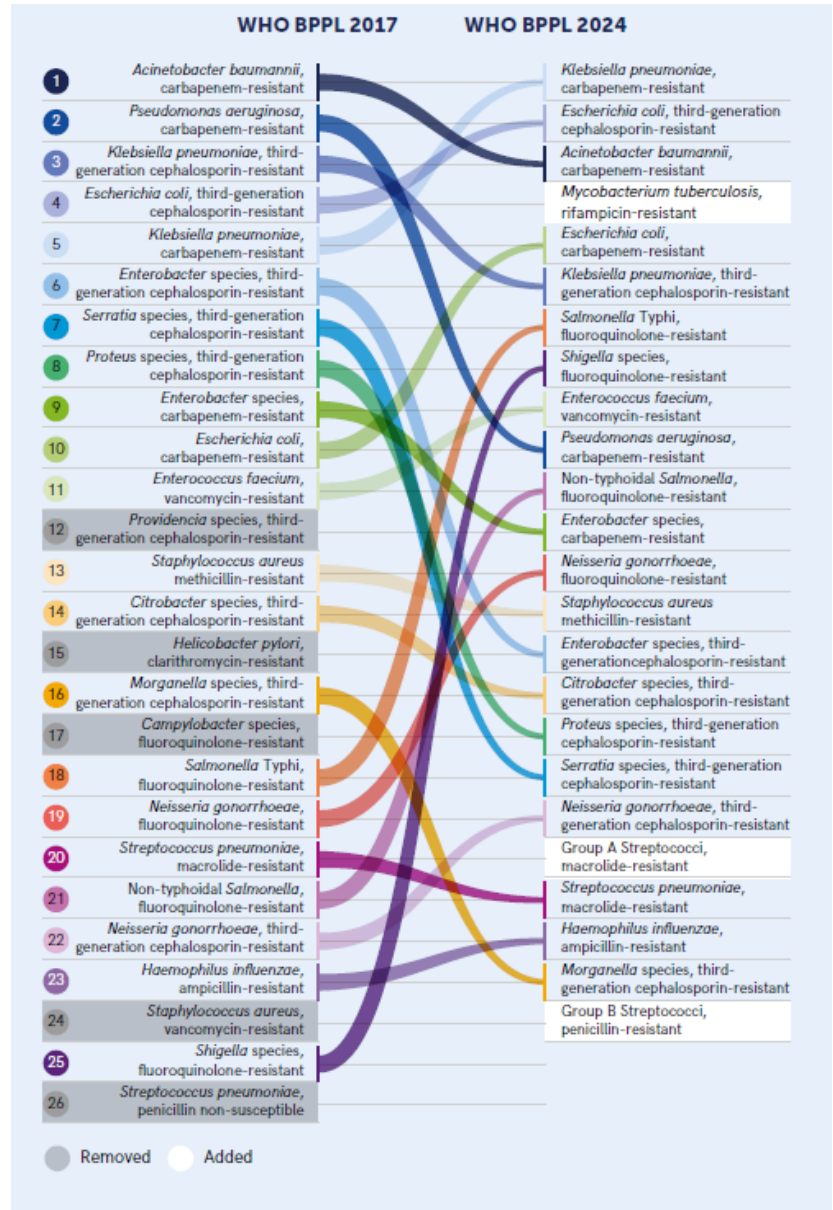 WHO BPPL 2017
WHO BPPL 2024
1
Acinetobacter baumannii,
carbapenem-resistant
2
Pseudomonas aeruginosa,
carbapenem-resistant
3
Klebsiella pneumoniae, third-
generation cephalosporin-resistant
4
Escherichia coli, third-generation
cephalosporin-resistant
5
Klebsiella pneumoniae,
carbapenem-resistant
6
Enterobacter species, third-
generation cephalosporin-resistant
7
Serratia species, third-generation
cephalosporin-resistant
8
Proteus species, third-generation
cephalosporin-resistant
9
Enterobacter species,
carbapenem-resistant
10
Escherichia coli,
carbapenem-resistant
11
Enterococcus faecium,
vancomycin-resistant
12
Providencia species, third-
generation cephalosporin-resistant
13
Staphylococcus aureus
methicillin-resistant
14
Citrobacter species, third-
generation cephalosporin-resistant
15
Helicobacter pylori,
clarithromycin-resistant
16
Morganella species, third-
generation cephalosporin-resistant
17
Campylobacter species,
fluoroquinolone-resistant
18
Salmonella Typhi,
fluoroquinolone-resistant
19
Neisseria gonorrhoeae,
fluoroquinolone-resistant
20
Streptococcus pneumoniae,
macrolide-resistant
21
Non-typhoidal Salmonella,
fluoroquinolone-resistant
22
Neisseria gonorrhoeae, third-
generation cephalosporin-resistant
23
Haemophilus influenzae,
ampicillin-resistant
24
Staphylococcus aureus,
vancomycin-resistant
25
Shigella species,
fluoroquinolone-resistant
26
Streptococcus pneumoniae,
penicillin non-susceptible
Klebsiella pneumoniae,
carbapenem-resistant
Escherichia coli, third-generation
cephalosporin-resistant
Acinetobacter baumannii,
carbapenem-resistant
Mycobacterium tuberculosis,
rifampicin-resistant
Escherichia coli,
carbapenem-resistant
Klebsiella pneumoniae, third-
generation cephalosporin-resistant
Salmonella Typhi,
fluoroquinolone-resistant
Shigella species,
fluoroquinolone-resistant
Enterococcus faecium,
vancomycin-resistant
Pseudomonas aeruginosa,
carbapenem-resistant
Non-typhoidal Salmonella,
fluoroquinolone-resistant
Enterobacter species,
carbapenem-resistant
Neisseria gonorrhoeae,
fluoroquinolone-resistant
Staphylococcus aureus
methicillin-resistant
Enterobacter species, third-
generationcephalosporin-resistant
Citrobacter species, third-
generation cephalosporin-resistant
Proteus species, third-generation
cephalosporin-resistant
Serratia species, third-generation
cephalosporin-resistant
Neisseria gonorrhoeae, third-
generation cephalosporin-resistant
Group A Streptococci,
macrolide-resistant
Streptococcus pneumoniae,
macrolide-resistant
Haemophilus influenzae,
ampicillin-resistant
Morganella species, third-
generation cephalosporin-resistant
Group B Streptococci,
penicillin-resistant
Removed
Added